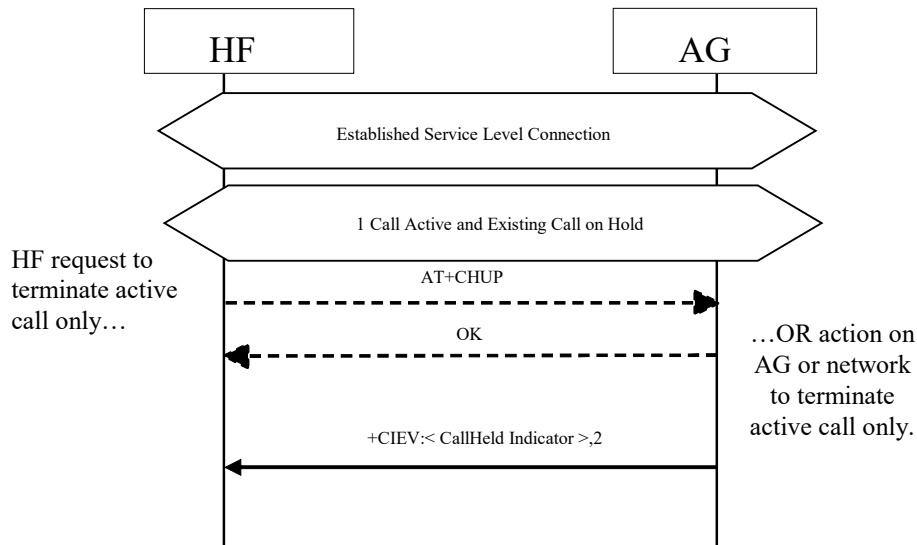 HF
AG
Established Service Level Connection
1 Call Active and Existing Call on Hold
HF request to
terminate active
call only…
AT+CHUP
OK
…OR action on
AG or network
to terminate
active call only.
+CIEV:< CallHeld Indicator >,2